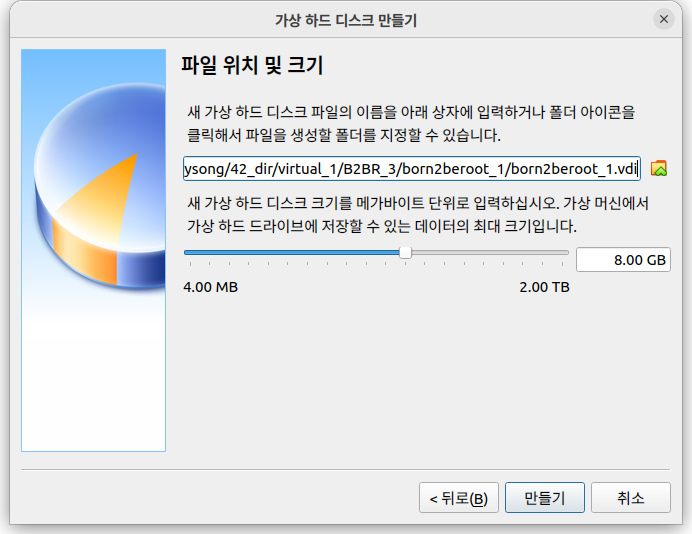 가상 하드 디스크 만들기
파일 위치 및 크기
새 가상 하드 디스크 파일의 이름을 아래 상자에 입력하거나 폴더 아이콘을
클릭해서 파일을 생성할 폴더를 지정할 수 있습니다.
ysong/42_dir/virtual_1/B2BR_3/born2beroot_1/born2beroot_1.vdi
새 가상 하드 디스크 크기를 메가바이트 단위로 입력하십시오. 가상 머신에서
가상 하드 드라이브에 저장할 수 있는 데이터의 최대 크기입니다.
8.00 GB
4.00 MB 2.00 TB
< 뒤로(B) 만들기 취소